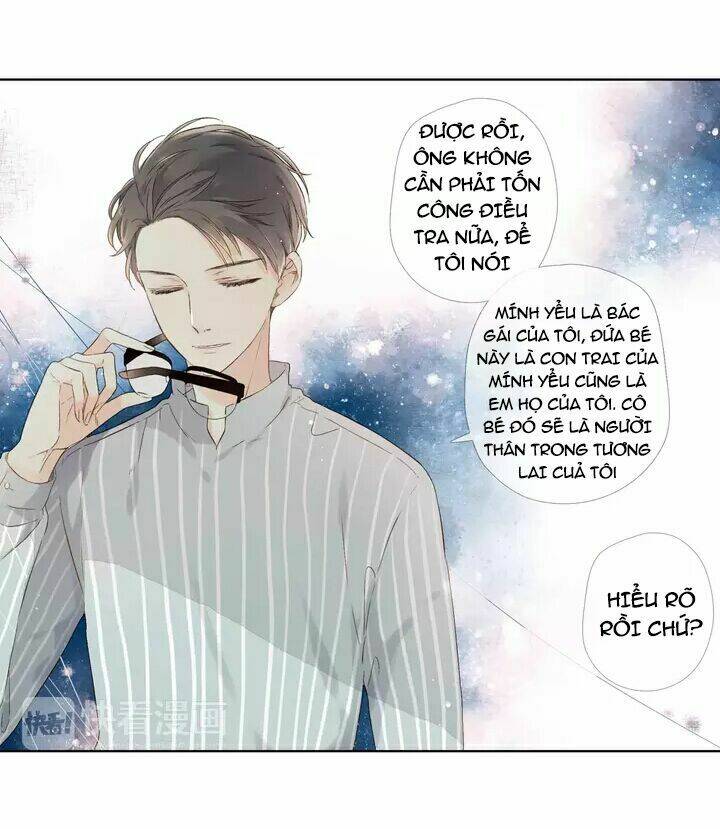 ĐƯỢC RỒI,
ÔNG KHÔNG
CẦN PHẢI TỐN
CÔNG ĐIỀU
TRA NỮA, ĐỂ
TÔI NÓI
MÍNH YỂU LÀ BÁC
GÁI CỦA TÔI, ĐỨA BÉ
NÀY LÀ CON TRAI CỦA
MÍNH YỂU CŨNG LÀ
EM HỌ CỦA TÔI. CÔ
BÉ ĐÓ SẼ LÀ NGƯỜI
THÂN TRONG TƯƠNG
LAI CUẢ TÔI
HIỂU RÕ
RỒI CHỨ?
快看! 快看漫画